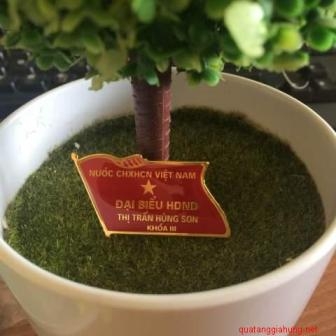 NƯỚC CHXHCN VIỆT NAM
ĐẠI BIỂU HĐND
THỊ TRẤN HÙNG SƠN
KHÓA III
quatanggiahung.net